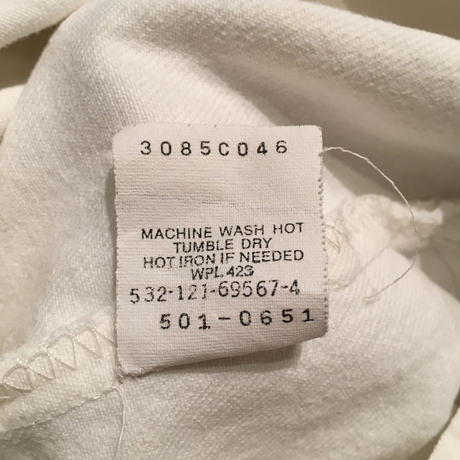 3085C046
MACHINE WASH HOT
TUMBLE DRY
HOT IRON IF NEEDED
WPL 423
532-121-69567-4
501-0651